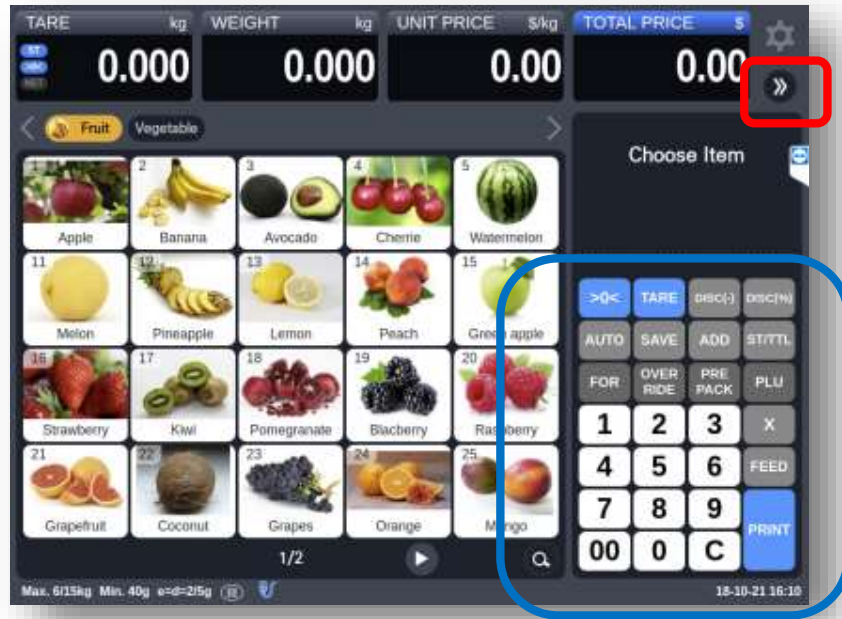 TARE kg WEIGHT kg UNIT PRICE $/kg TOTAL PRICE $
ST
0.000 0.000 0.00 0.00
NET
Fruit Vegetable
Choose Item
1 2 3 4 5
Apple Banana Avocado Cherrie Watermelon
11 12 13 14 15
Melon Pineapple Lemon Peach Green apple
16 17 18 19 20
Strawberry Kiwi Pomegranate Blacberry Raspberry
21 22 23 24 25
Grapefruit Coconut Grapes Orange Mango
1/2
>0< TARE DISC(-) DISC(%)
AUTO SAVE ADD ST/TTL
FOR OVER RIDE PRE PACK PLU
1 2 3 X
4 5 6 FEED
7 8 9 PRINT
00 0 C
Max. 6/15kg Min. 40g e=d=2/5g 18-10-21 16:10